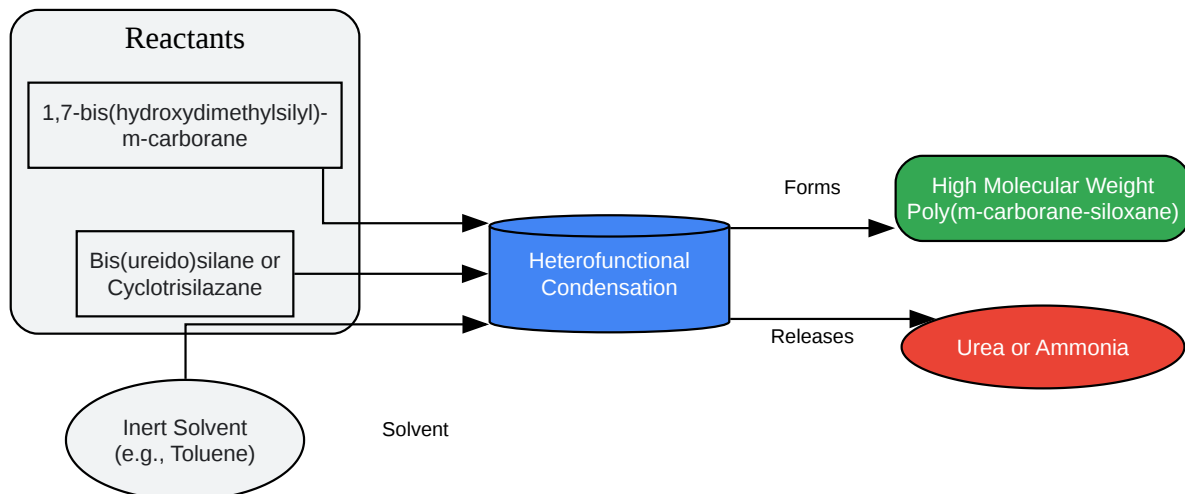 Reactants
1,7-bis(hydroxydimethylsilyl)-
m-carborane
Bis(ureido)silane or
Cyclotrisilazane
Inert Solvent
(e.g., Toluene)
Solvent
Heterofunctional
Condensation
Forms
High Molecular Weight
Poly(m-carborane-siloxane)
Releases
Urea or Ammonia